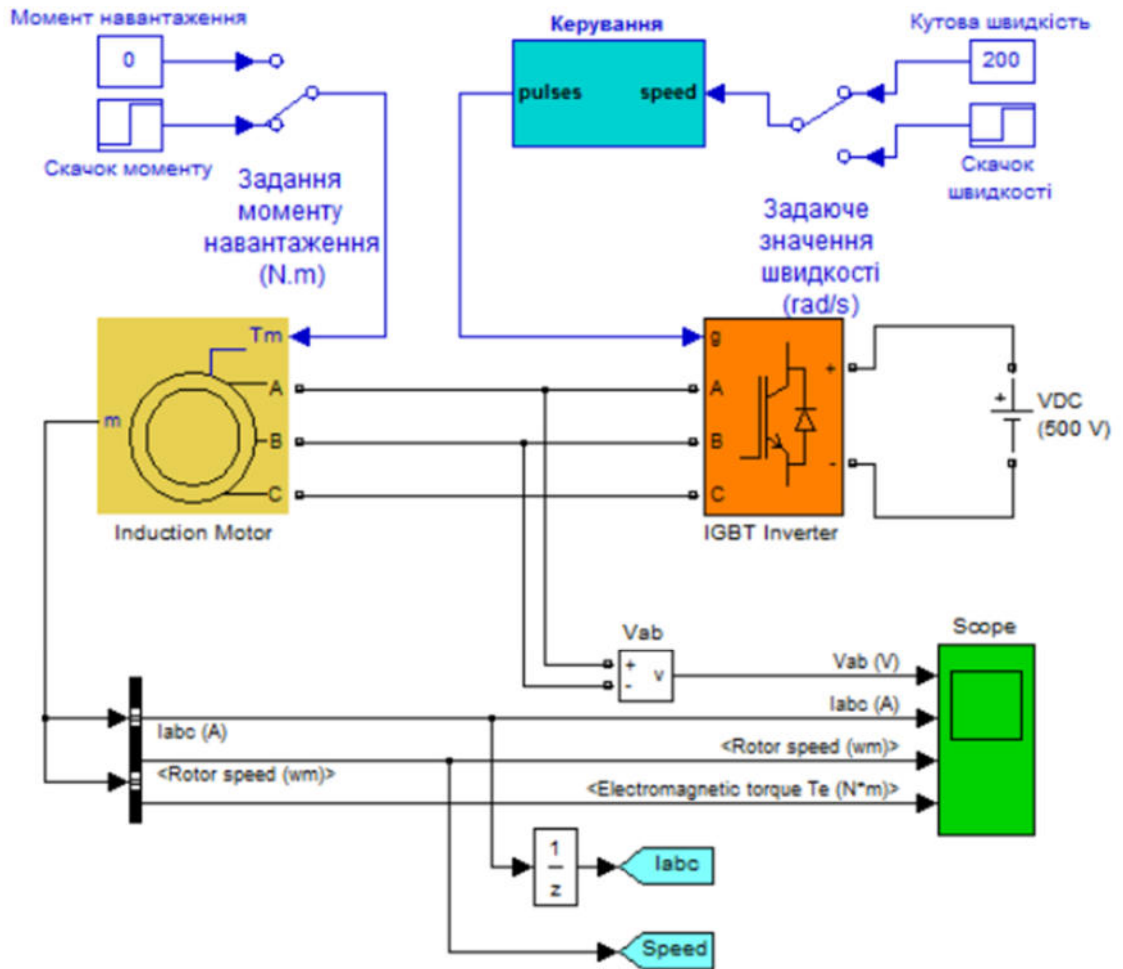 Момент навантаження
0
Скачок моменту
Задання
моменту
навантаження
(N.m)
Керування
pulses speed
Кутова швидкість
200
Скачок
швидкості
Задаюче
значення
швидкості
(rad/s)
Tm
m
A
B
C
Induction Motor
g
A
B
C
+
-
IGBT Inverter
+
VDC
(500 V)
Vab
+
-
v
Scope
Vab (V)
Iabc (A)
<Rotor speed (wm)>
<Electromagnetic torque Te (N*m)>
Iabc (A)
<Rotor speed (wm)>
1
z
Iabc
Speed